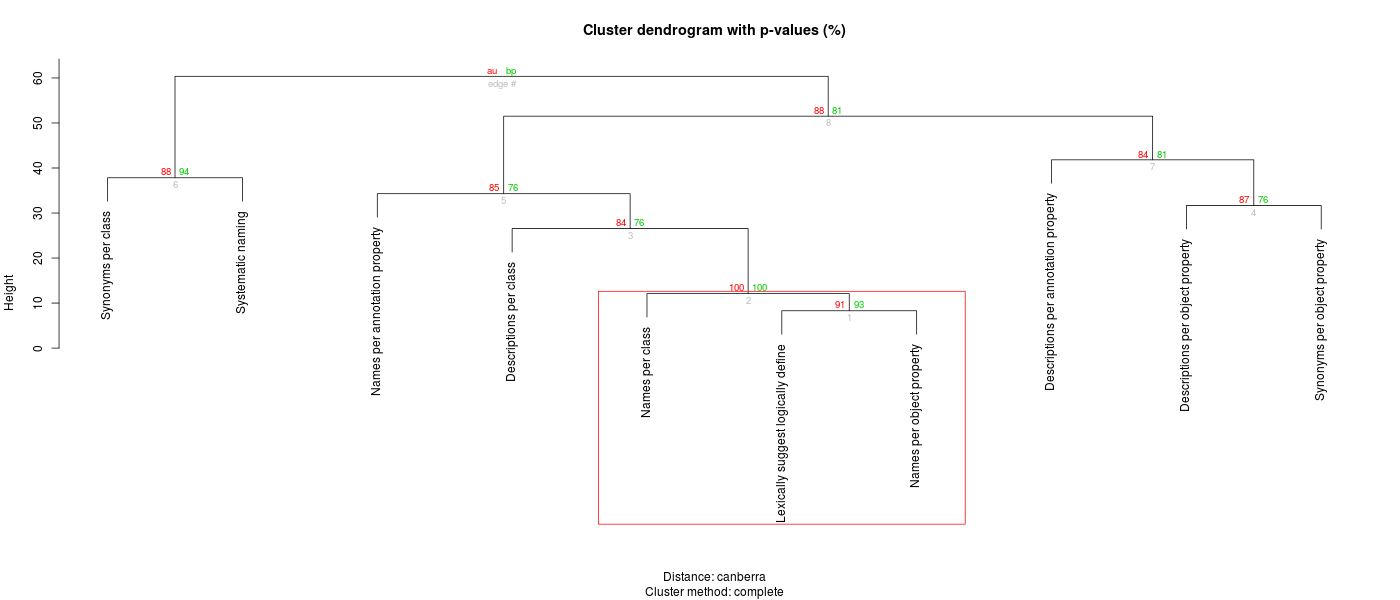 Cluster dendrogram with p-values (%)
Height
60
50
40
30
20
10
0
au bp
edge #
88 81
8
84 81
7
88 94
6
85 76
5
87 76
4
84 76
3
100 100
2
91 93
1
Synonyms per class
Systematic naming
Names per annotation property
Descriptions per class
Names per class
Lexically suggest logically define
Names per object property
Descriptions per annotation property
Descriptions per object property
Synonyms per object property
Distance: canberra
Cluster method: complete